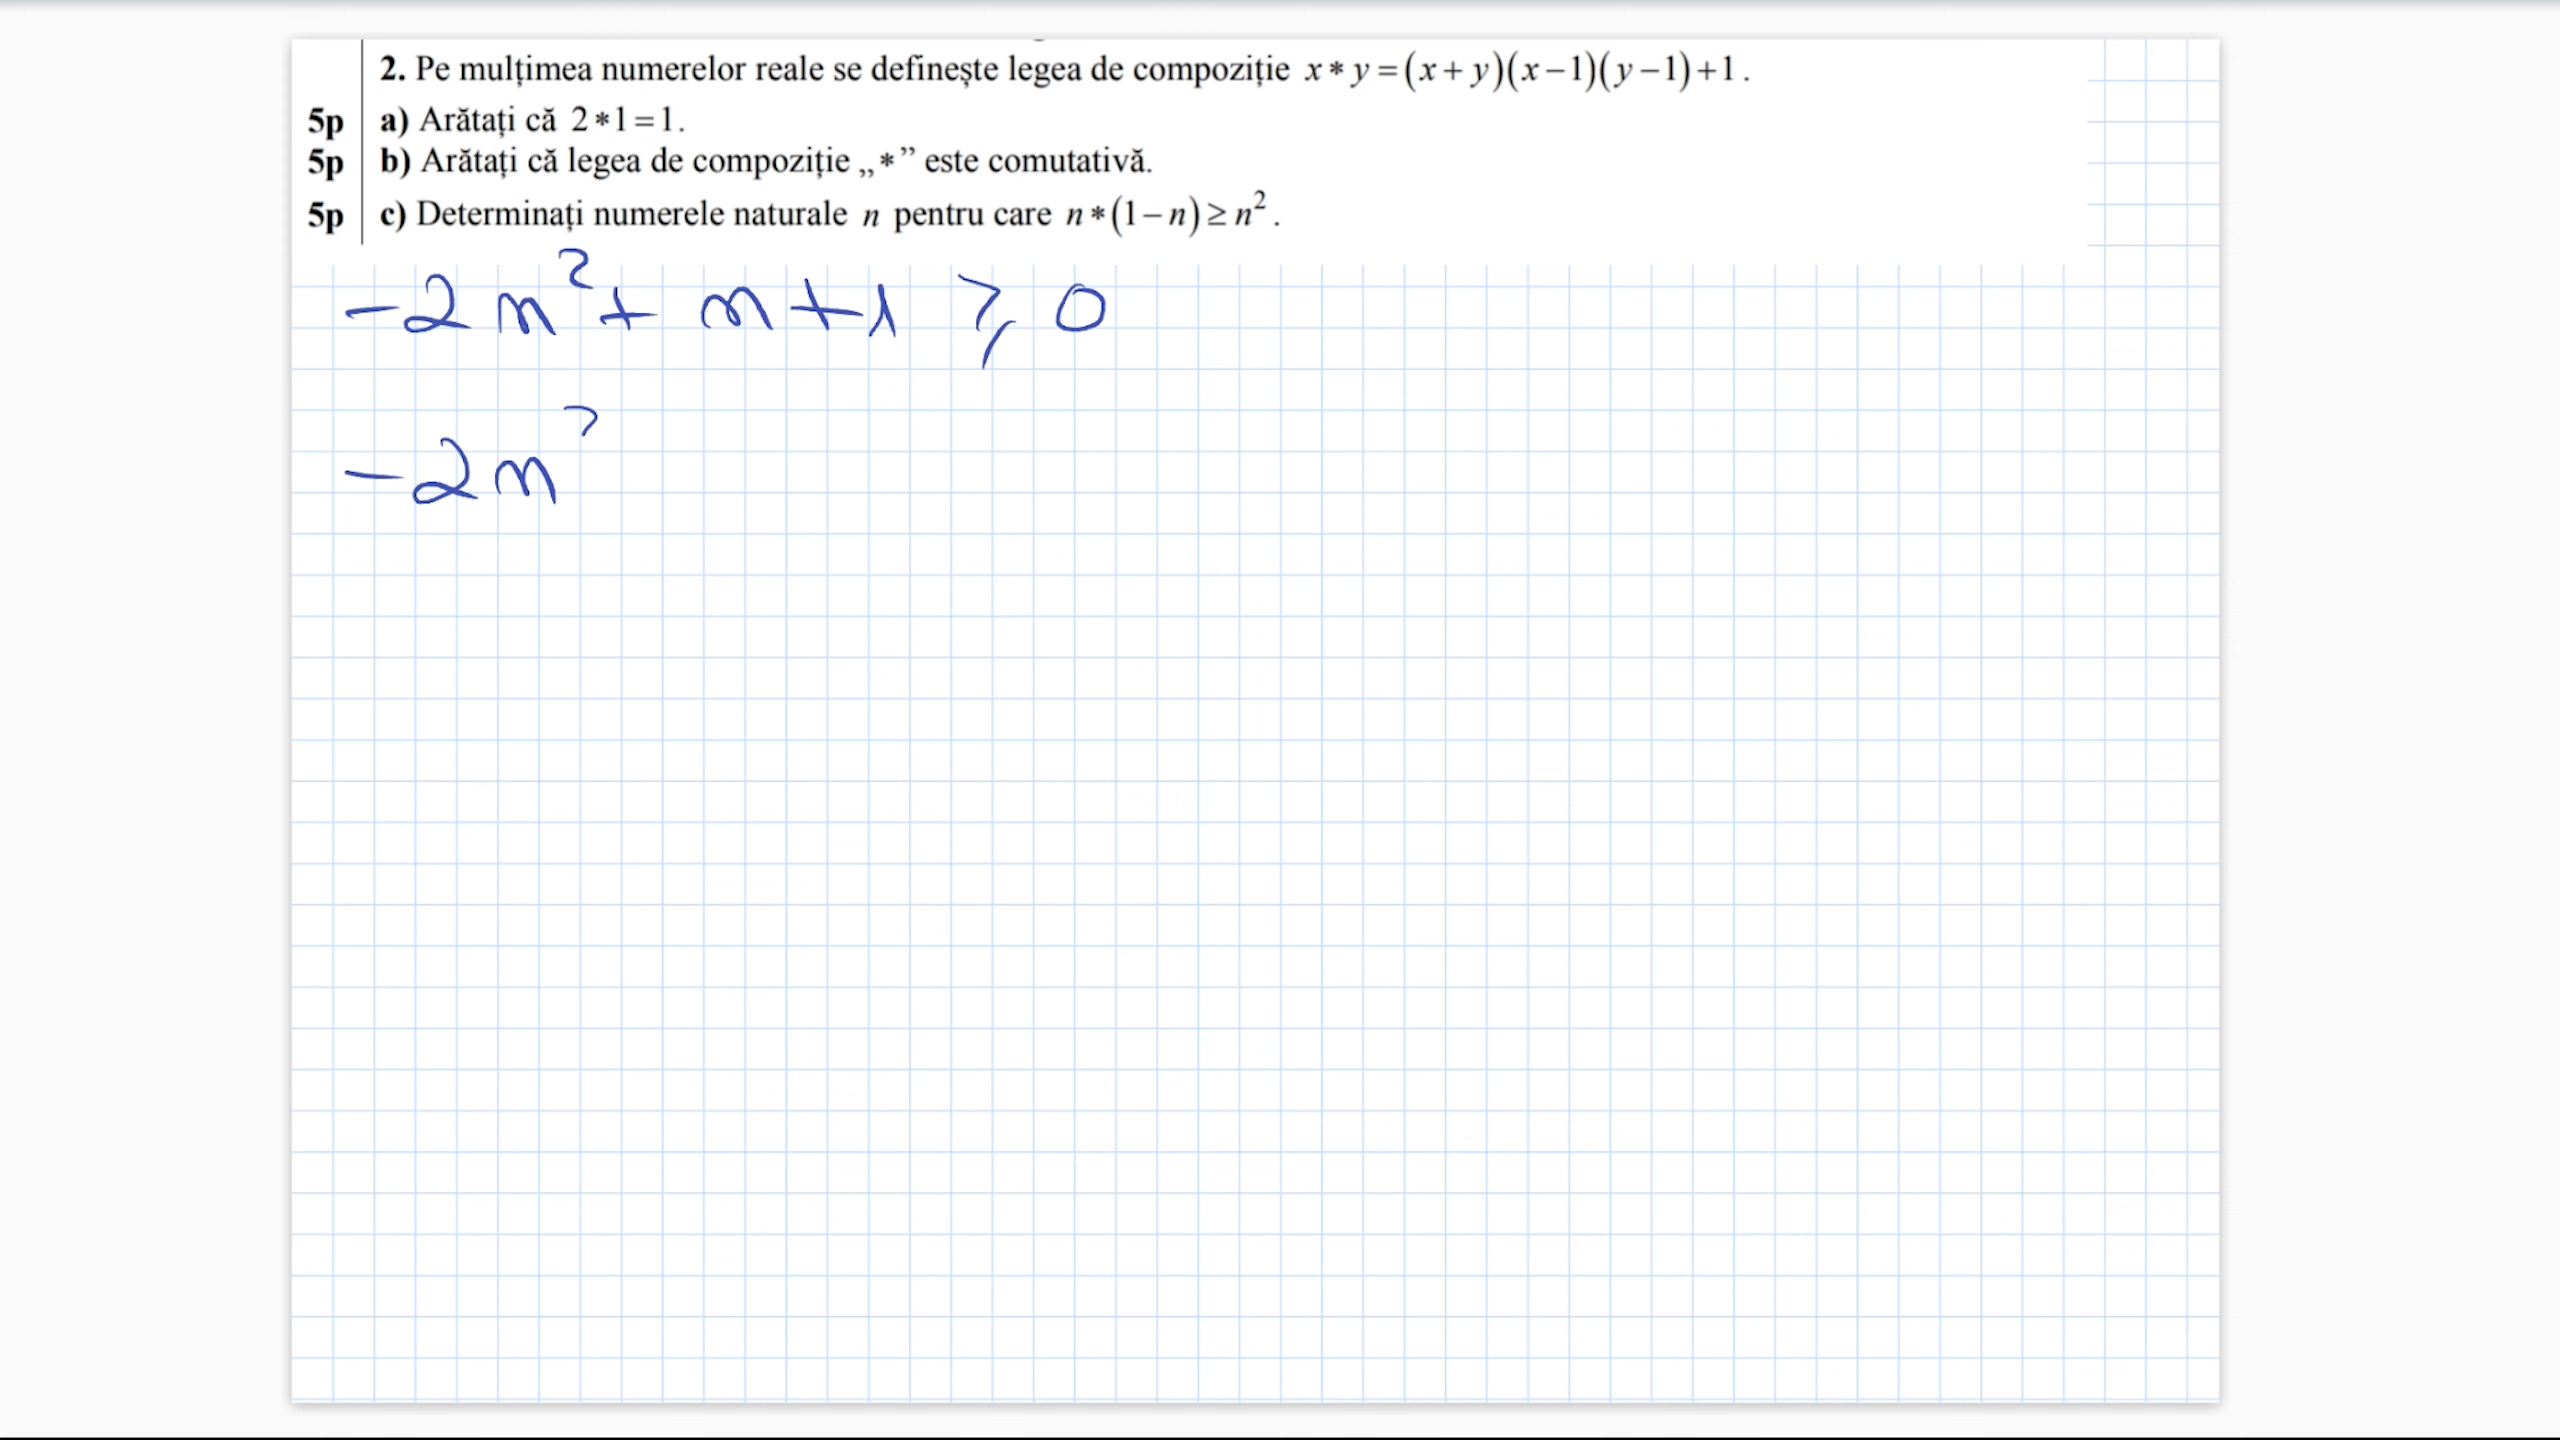 2. Pe mulțimea numerelor reale se definește legea de compoziție x * y = (x + y)(x − 1)(y − 1) + 1.
5p a) Arătați că 2 * 1 = 1.
5p b) Arătați că legea de compoziție „ * ” este comutativă.
5p c) Determinați numerele naturale n pentru care n * (1 − n) ≥ n².
−2n² + n + 1 ≥ 0
−2n²